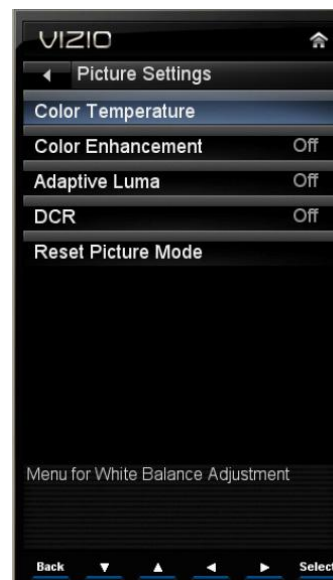 VIZIO
Picture Settings
Color Temperature
Color Enhancement Off
Adaptive Luma Off
DCR Off
Reset Picture Mode
Menu for White Balance Adjustment
Back Select